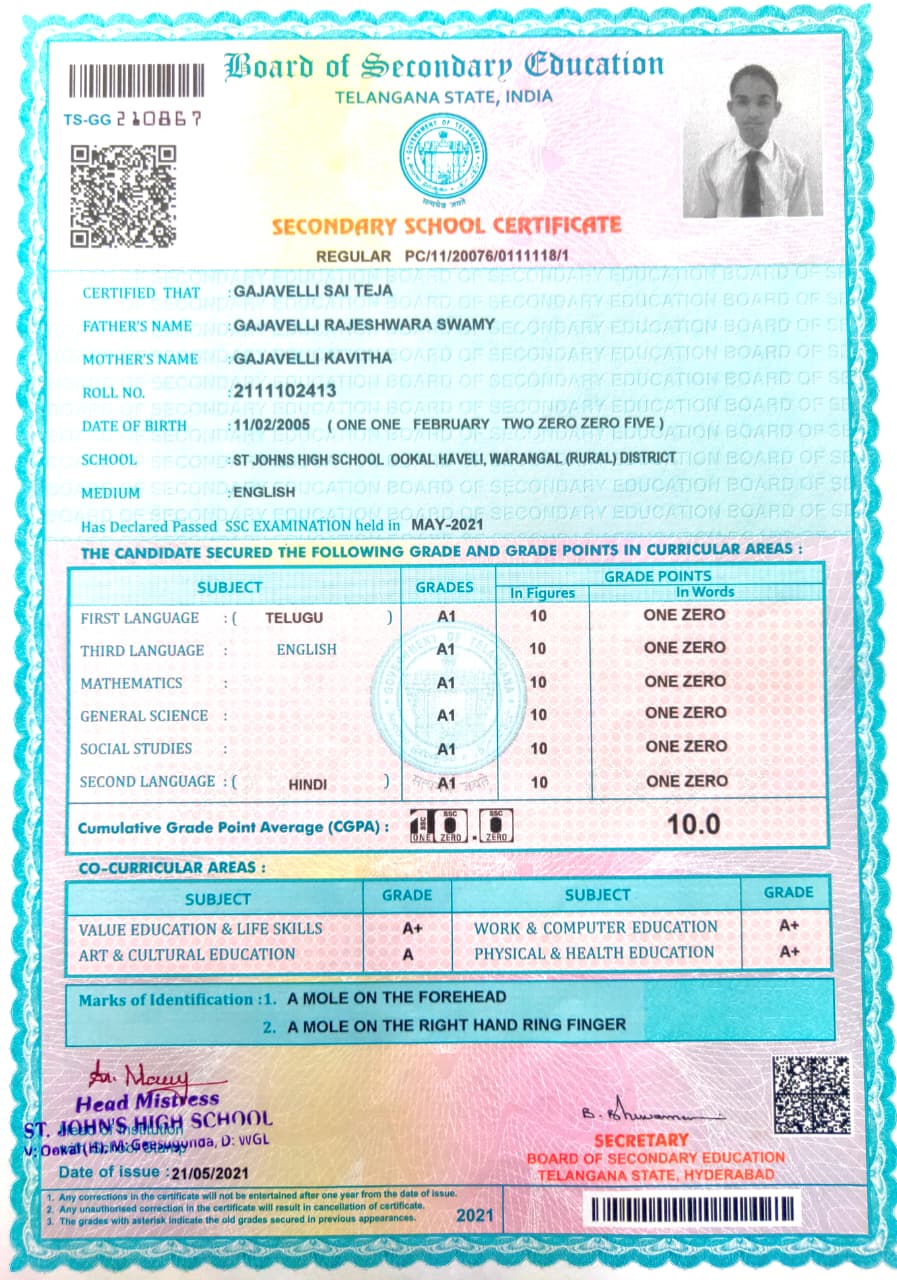 Board of Secondary Education
TELANGANA STATE, INDIA
TS-GG 210867
GOVERNMENT OF TELANGANA
सत्यमेव जयते
SECONDARY SCHOOL CERTIFICATE
REGULAR PC/11/20076/0111118/1
CERTIFIED THAT : GAJAVELLI SAI TEJA
FATHER'S NAME : GAJAVELLI RAJESHWARA SWAMY
MOTHER'S NAME : GAJAVELLI KAVITHA
ROLL NO. : 2111102413
DATE OF BIRTH : 11/02/2005 ( ONE ONE FEBRUARY TWO ZERO ZERO FIVE )
SCHOOL : ST JOHNS HIGH SCHOOL OOKAL HAVELI, WARANGAL (RURAL) DISTRICT
MEDIUM : ENGLISH
Has Declared Passed SSC EXAMINATION held in MAY-2021
THE CANDIDATE SECURED THE FOLLOWING GRADE AND GRADE POINTS IN CURRICULAR AREAS :
SUBJECT GRADES GRADE POINTS
In Figures In Words
FIRST LANGUAGE : ( TELUGU ) A1 10 ONE ZERO
THIRD LANGUAGE : ENGLISH A1 10 ONE ZERO
MATHEMATICS : A1 10 ONE ZERO
GENERAL SCIENCE : A1 10 ONE ZERO
SOCIAL STUDIES : A1 10 ONE ZERO
SECOND LANGUAGE : ( HINDI ) A1 10 ONE ZERO
Cumulative Grade Point Average (CGPA) : 1 SSC ONE 0 SSC ZERO . 0 SSC ZERO 10.0
CO-CURRICULAR AREAS :
SUBJECT GRADE SUBJECT GRADE
VALUE EDUCATION & LIFE SKILLS A+ WORK & COMPUTER EDUCATION A+
ART & CULTURAL EDUCATION A PHYSICAL & HEALTH EDUCATION A+
Marks of Identification : 1. A MOLE ON THE FOREHEAD
2. A MOLE ON THE RIGHT HAND RING FINGER
Head Mistress
ST. JOHN'S HIGH SCHOOL
V: Ookal (H), M: Geesugonda, D: WGL
Date of issue : 21/05/2021
SECRETARY
BOARD OF SECONDARY EDUCATION
TELANGANA STATE, HYDERABAD
1. Any corrections in the certificate will not be entertained after one year from the date of issue.
2. Any unauthorised correction in the certificate will result in cancellation of certificate.
3. The grades with asterisk indicate the old grades secured in previous appearances.
2021